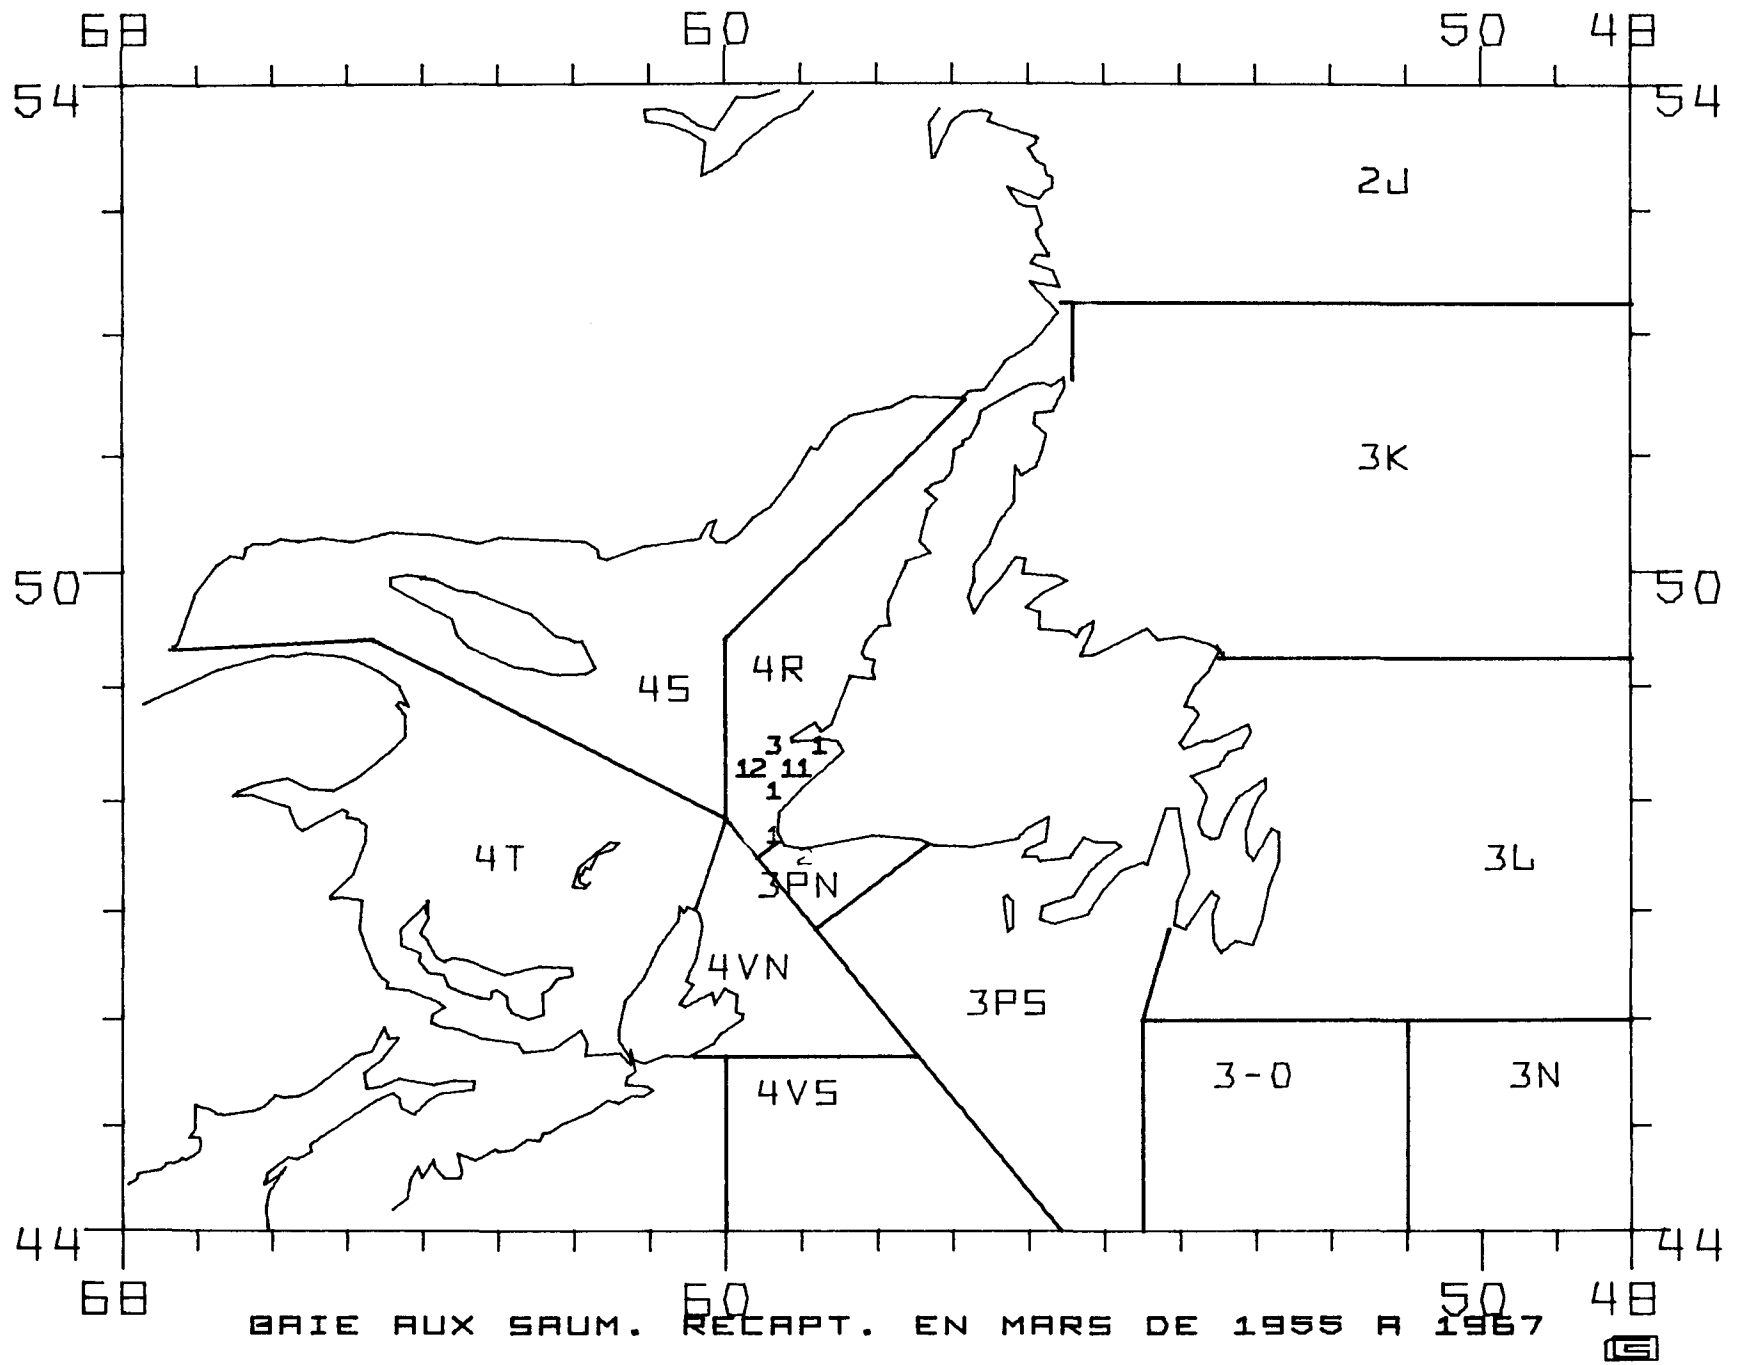 68 60 50 48
54 54
2J
3K
50 50
4R
4S
3 1
12 11
1
1
4T 3L
2
3PN
4VN
3PS
3-O 3N
4VS
44 44
68 60 50 48
BAIE AUX SAUM. RECAPT. EN MARS DE 1955 A 1967